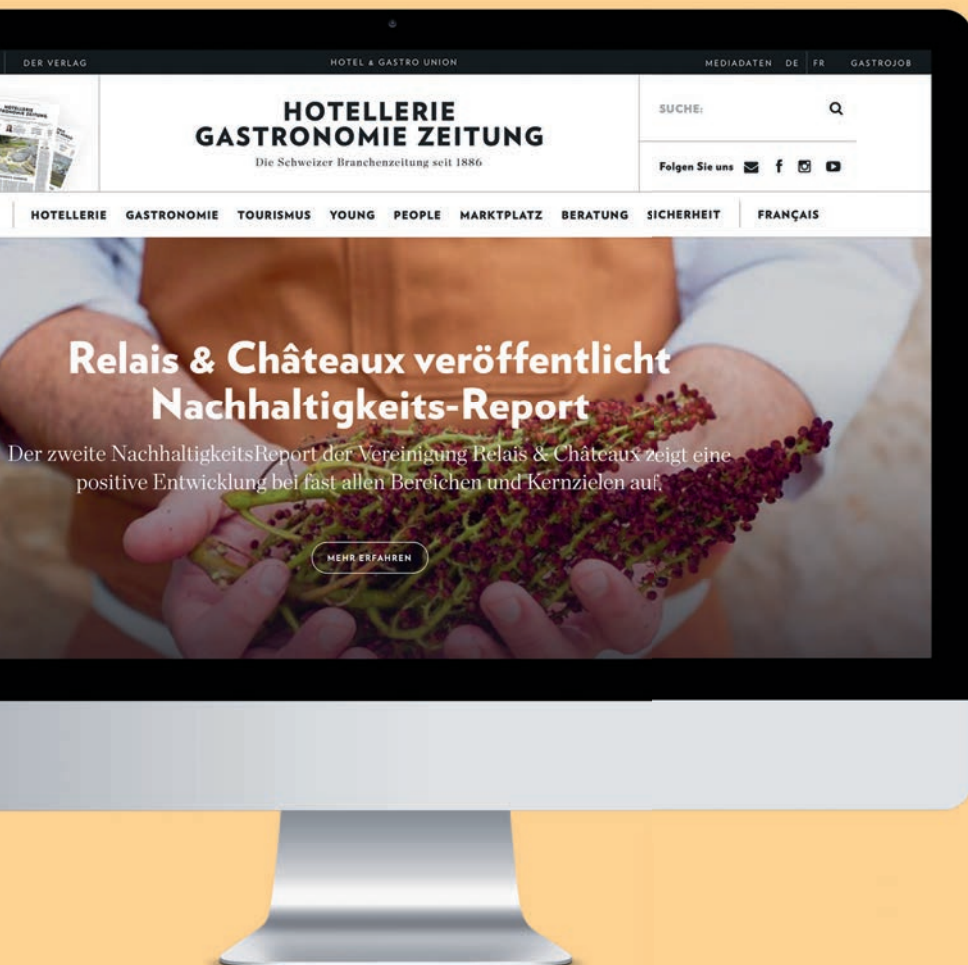 DER VERLAG
HOTEL & GASTRO UNION
MEDIADATEN DE FR GASTROJOB
HOTELLERIE
GASTRONOMIE ZEITUNG
Die Schweizer Branchenzeitung seit 1886
SUCHE:
Folgen Sie uns
HOTELLERIE GASTRONOMIE TOURISMUS YOUNG PEOPLE MARKTPLATZ BERATUNG SICHERHEIT FRANÇAIS
Relais & Châteaux veröffentlicht
Nachhaltigkeits-Report
Der zweite NachhaltigkeitsReport der Vereinigung Relais & Châteaux zeigt eine
positive Entwicklung bei fast allen Bereichen und Kernzielen auf.
MEHR ERFAHREN